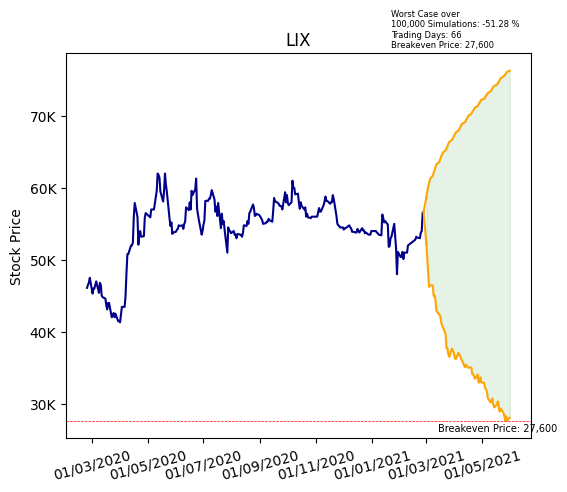 Worst Case over
100,000 Simulations: -51.28 %
Trading Days: 66
Breakeven Price: 27,600
LIX
Stock Price
70K
60K
50K
40K
30K
Breakeven Price: 27,600
01/03/2020
01/05/2020
01/07/2020
01/09/2020
01/11/2020
01/01/2021
01/03/2021
01/05/2021